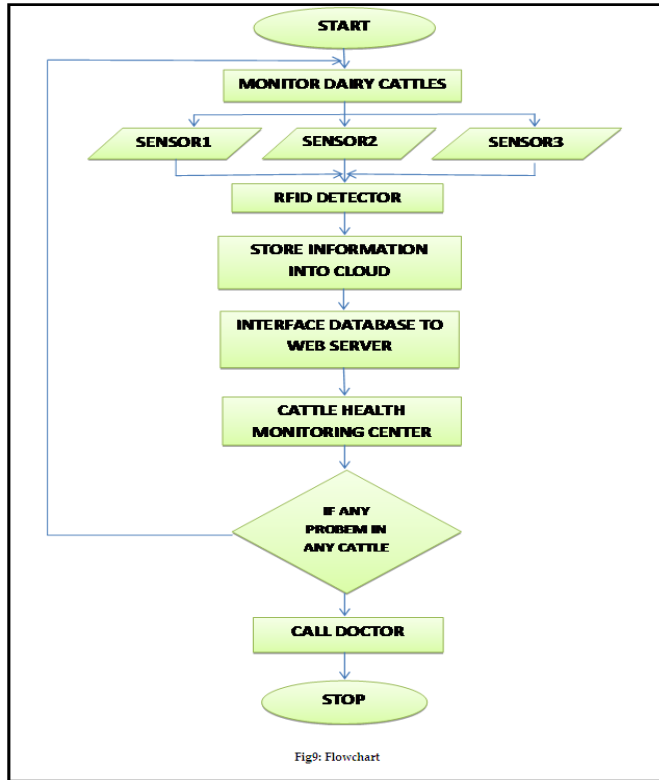 START
MONITOR DAIRY CATTLES
SENSOR1 SENSOR2 SENSOR3
RFID DETECTOR
STORE INFORMATION
INTO CLOUD
INTERFACE DATABASE TO
WEB SERVER
CATTLE HEALTH
MONITORING CENTER
IF ANY
PROBEM IN
ANY CATTLE
CALL DOCTOR
STOP
Fig9: Flowchart